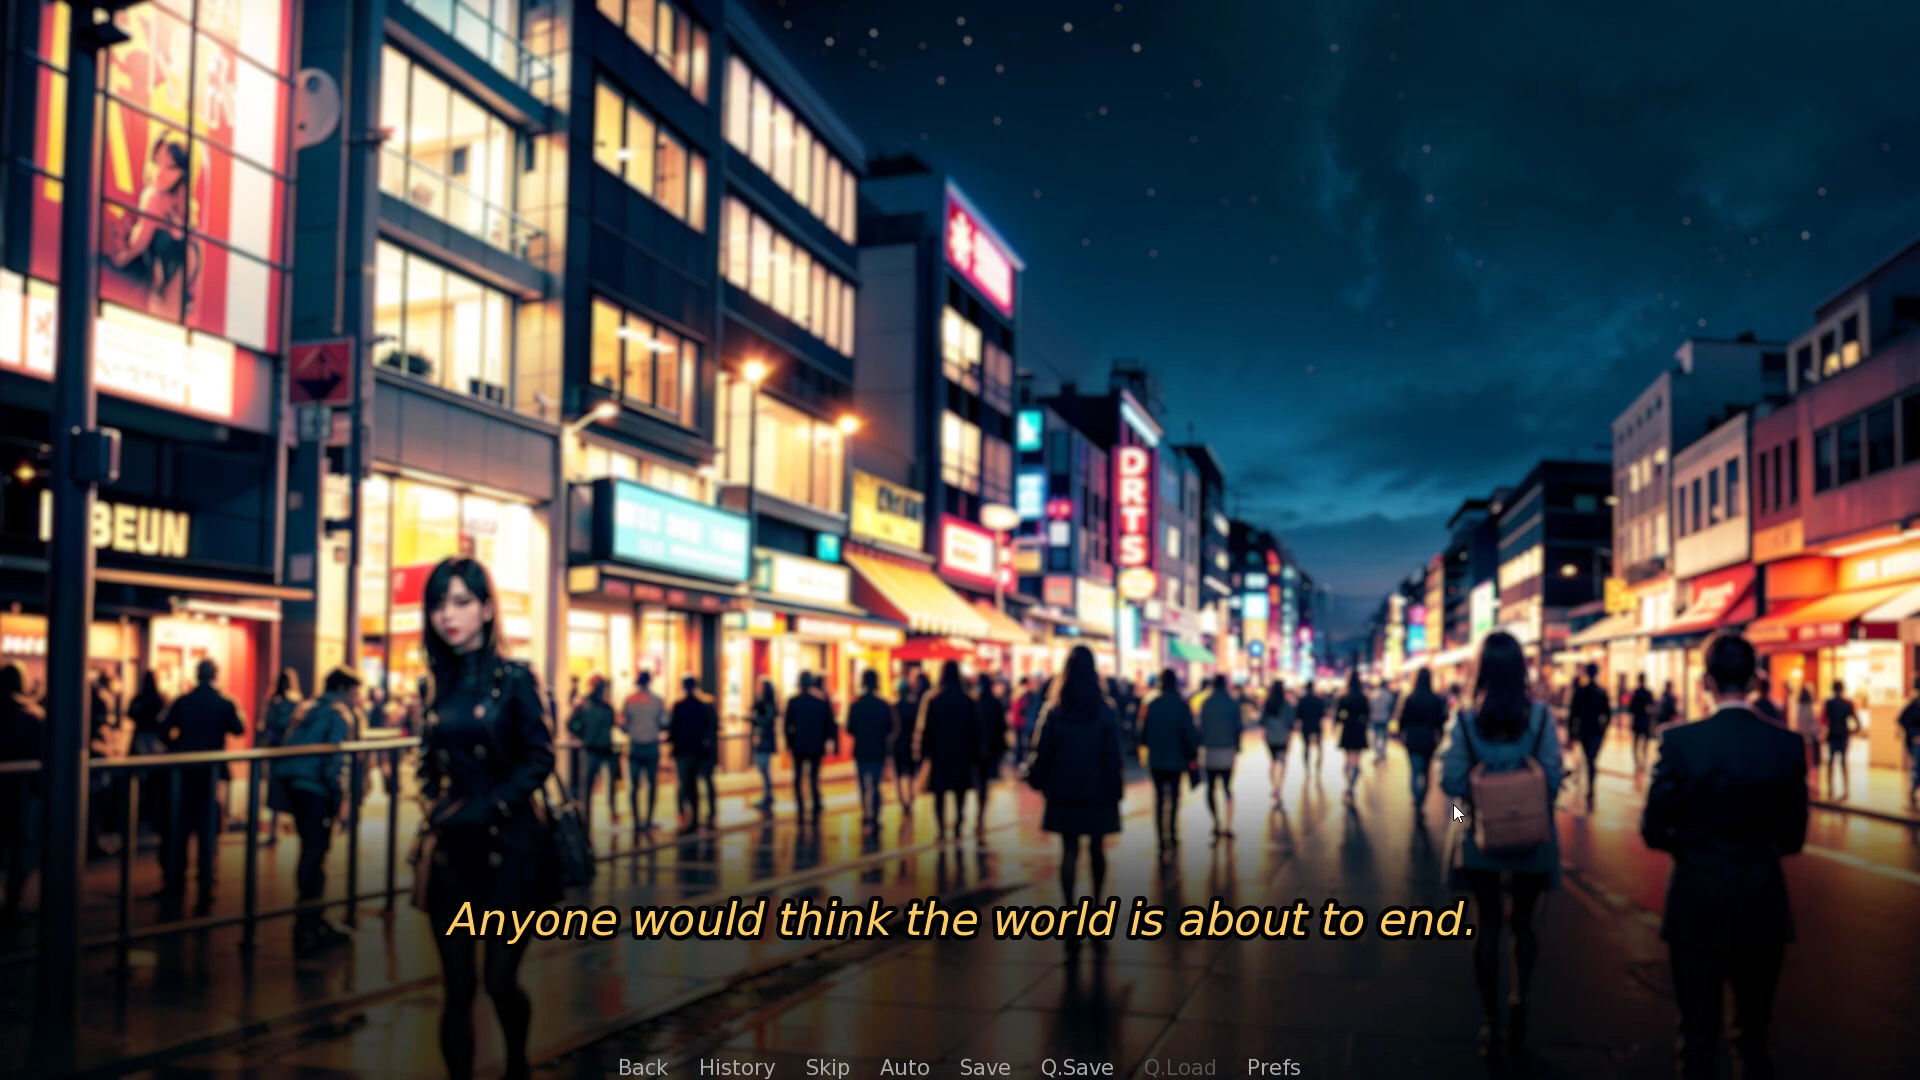 BEUN
DRTS
Anyone would think the world is about to end.
Back History Skip Auto Save Q.Save Q.Load Prefs